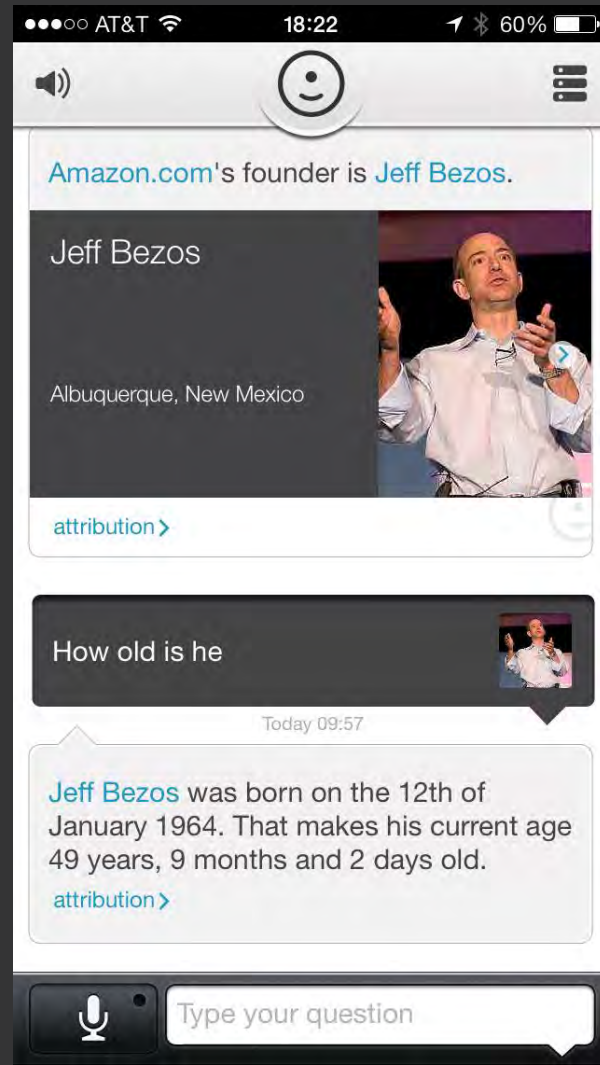 AT&T 18:22 60%
Amazon.com's founder is Jeff Bezos.
Jeff Bezos
Albuquerque, New Mexico
attribution
How old is he
Today 09:57
Jeff Bezos was born on the 12th of
January 1964. That makes his current age
49 years, 9 months and 2 days old.
attribution
Type your question